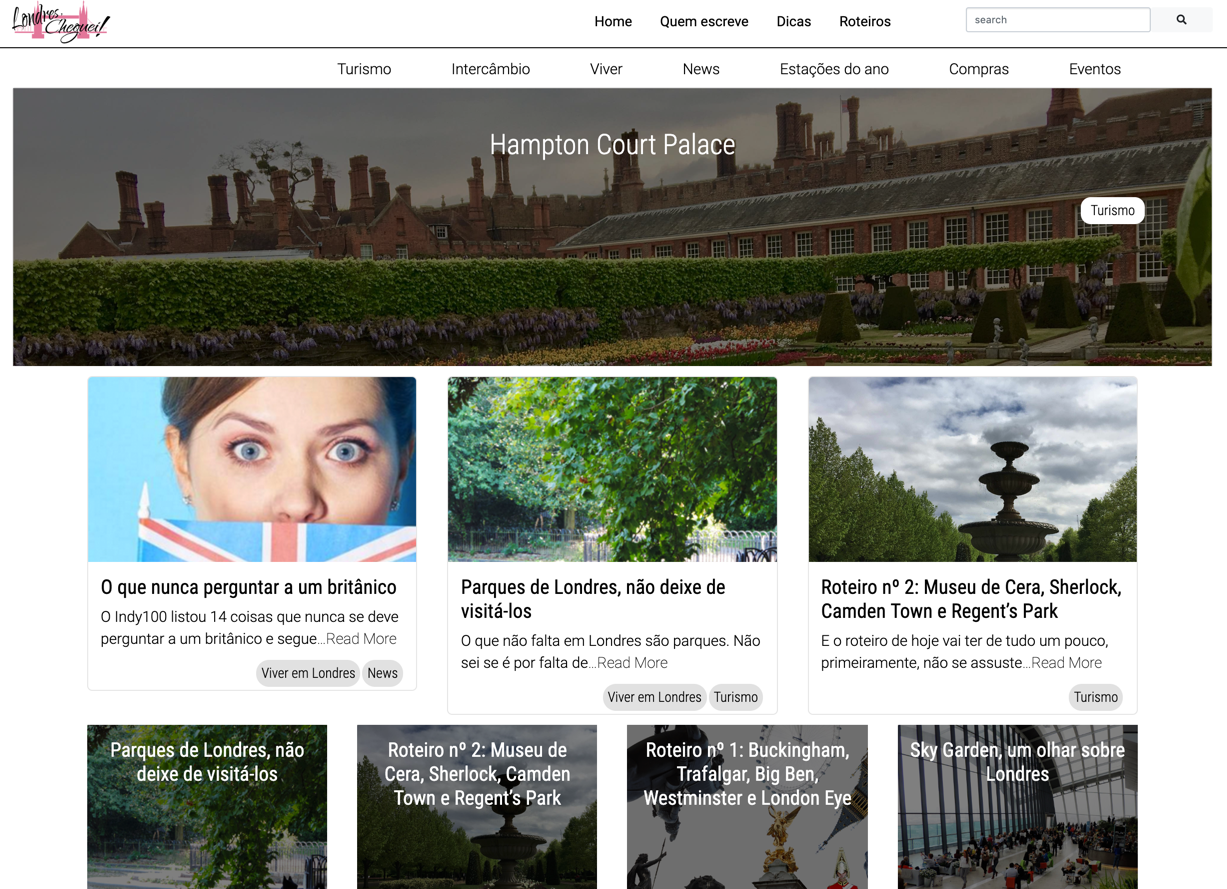 Londres, Cheguei!
Home Quem escreve Dicas Roteiros
search
Turismo Intercâmbio Viver News Estações do ano Compras Eventos
Hampton Court Palace
Turismo
O que nunca perguntar a um britânico
O Indy100 listou 14 coisas que nunca se deve
perguntar a um britânico e segue...Read More
Viver em Londres News
Parques de Londres, não deixe de
visitá-los
O que não falta em Londres são parques. Não
sei se é por falta de...Read More
Viver em Londres Turismo
Roteiro nº 2: Museu de Cera, Sherlock,
Camden Town e Regent’s Park
E o roteiro de hoje vai ter de tudo um pouco,
primeiramente, não se assuste...Read More
Turismo
Parques de Londres, não
deixe de visitá-los
Roteiro nº 2: Museu de
Cera, Sherlock, Camden
Town e Regent’s Park
Roteiro nº 1: Buckingham,
Trafalgar, Big Ben,
Westminster e London Eye
Sky Garden, um olhar sobre
Londres